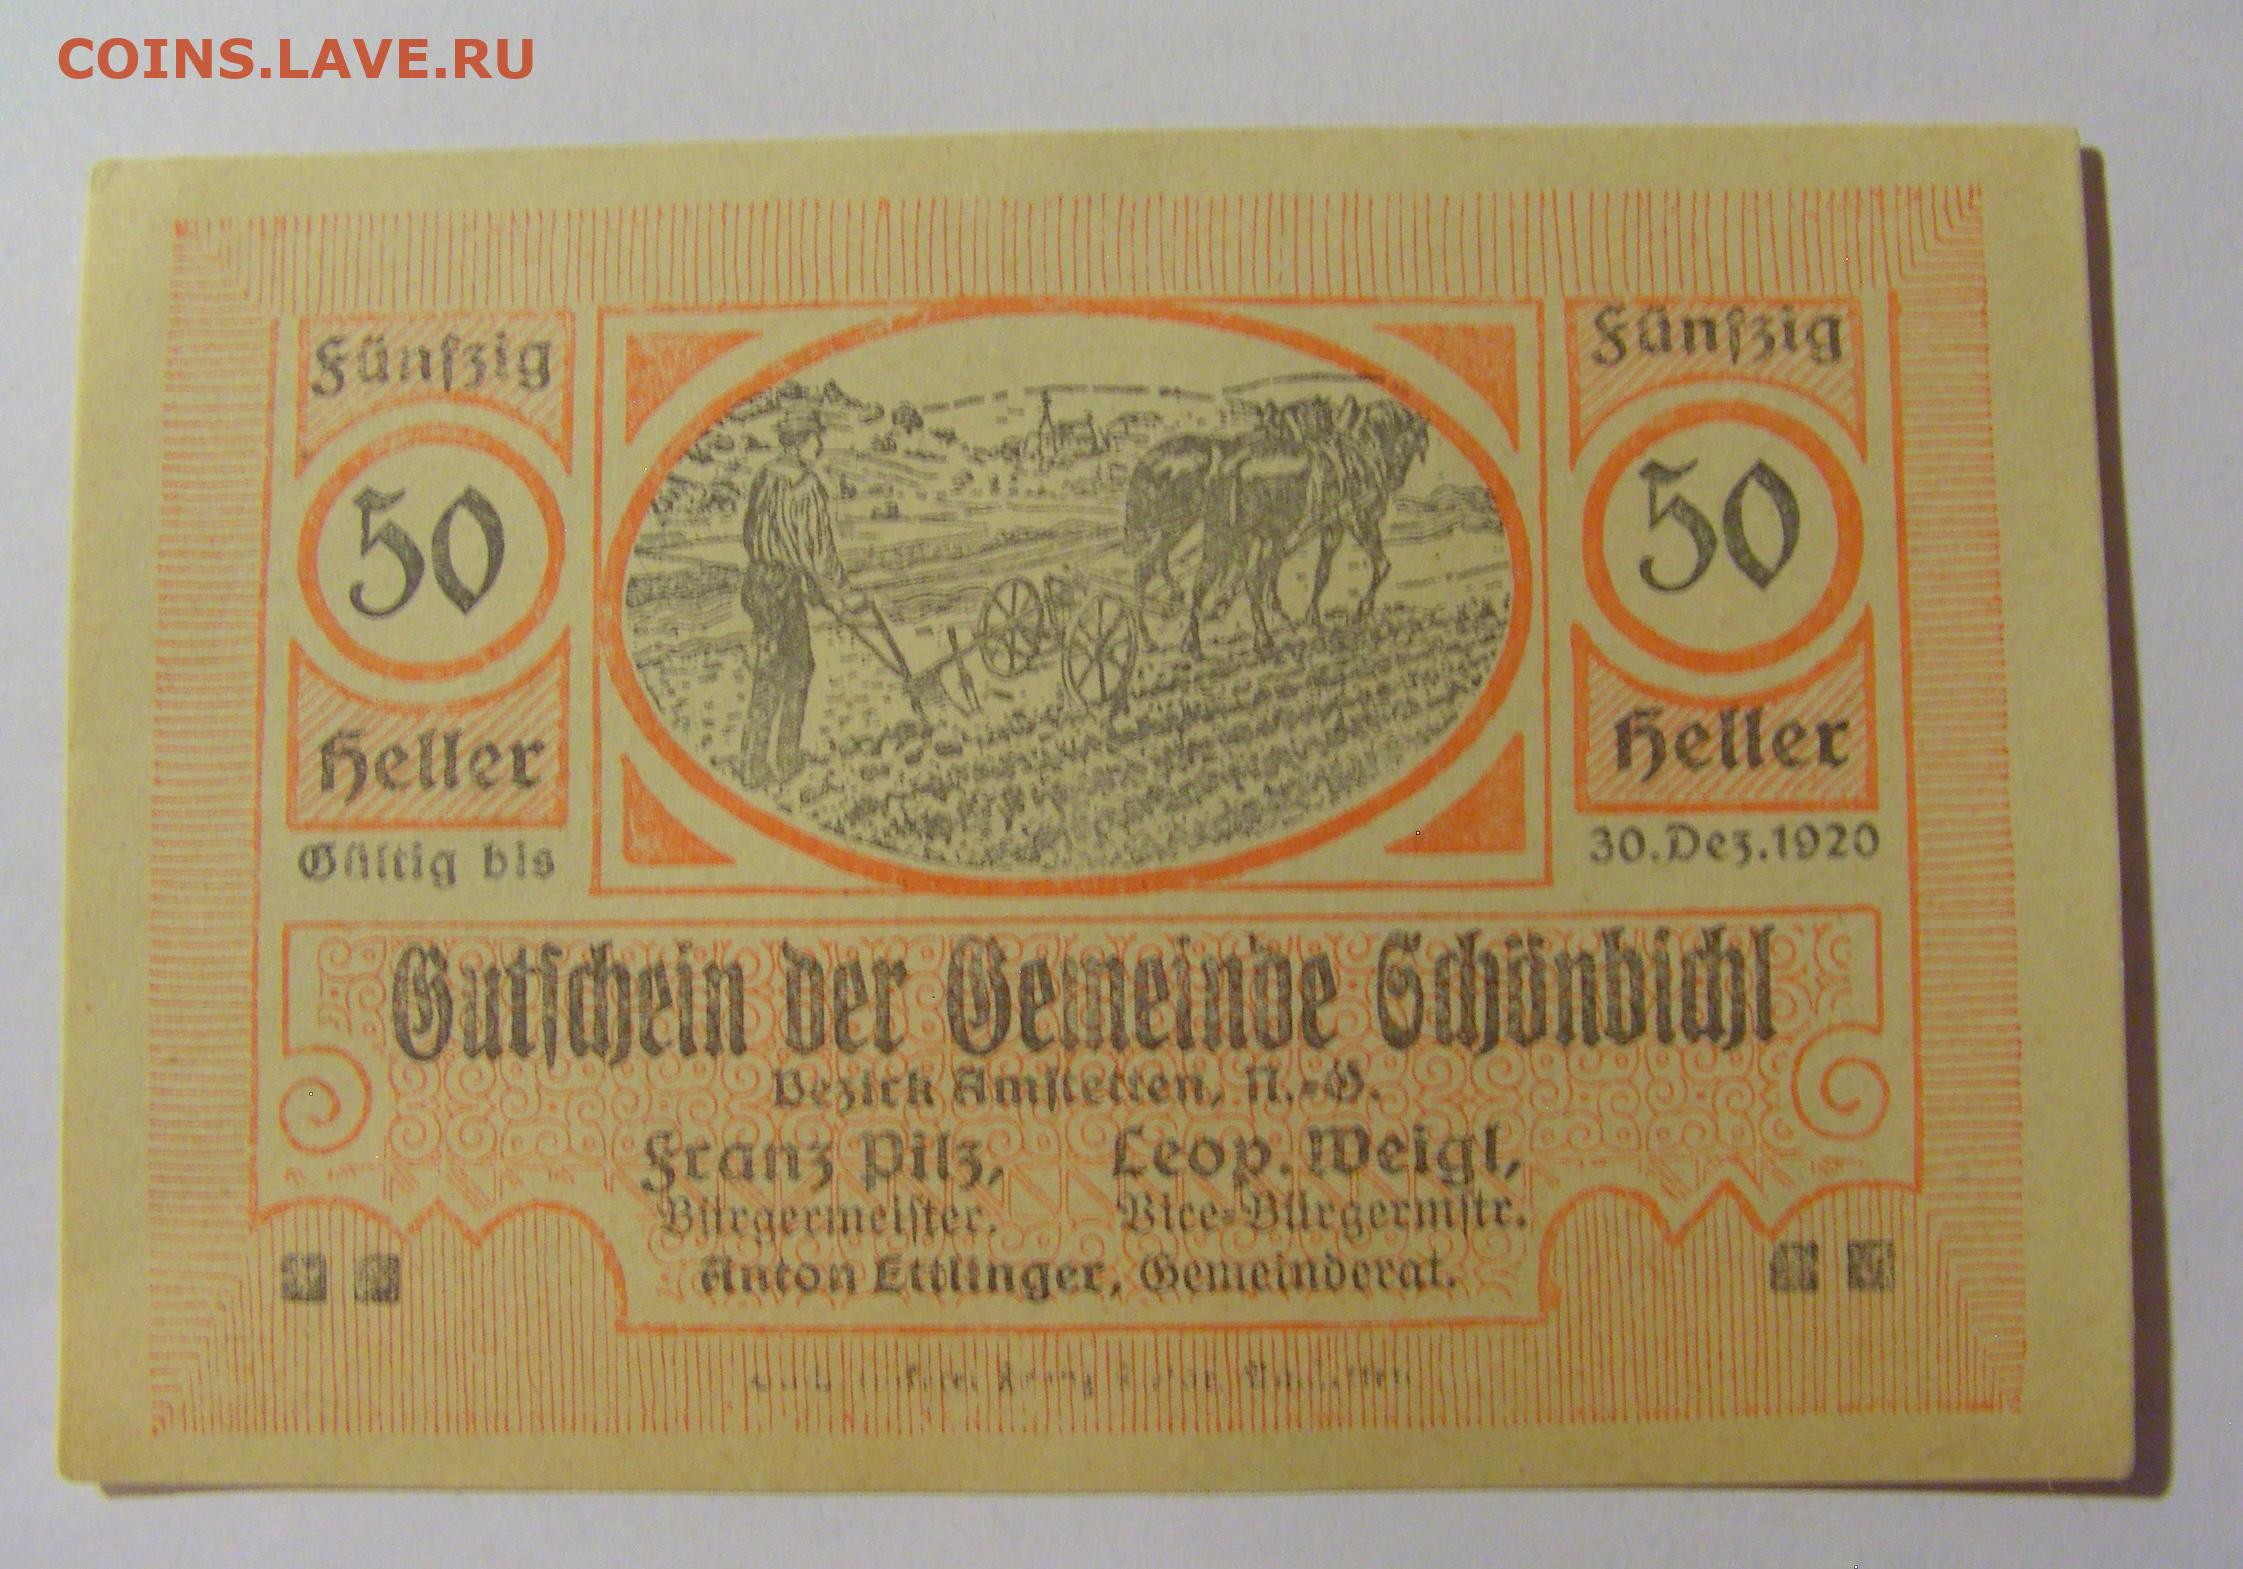 COINS.LAVE.RU
Fünfzig
Fünfzig
50
50
Heller
Heller
Gültig bis
30.Dez.1920
Gutschein der Gemeinde Schönbichl
Bezirk Amstetten, N.-Ö.
Franz Pilz, Leop. Weigl,
Bürgermeister. Vice-Bürgermstr.
Anton Ettlinger, Gemeinderat.